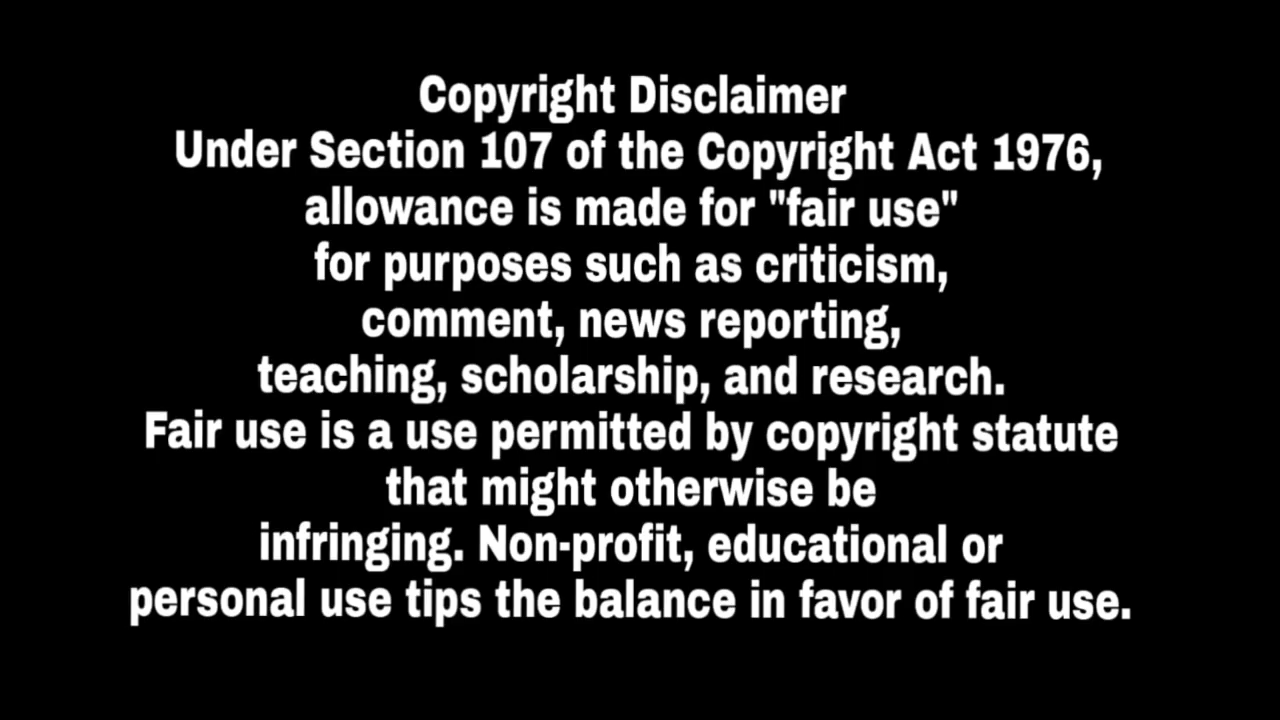 Copyright Disclaimer
Under Section 107 of the Copyright Act 1976,
allowance is made for "fair use"
for purposes such as criticism,
comment, news reporting,
teaching, scholarship, and research.
Fair use is a use permitted by copyright statute
that might otherwise be
infringing. Non-profit, educational or
personal use tips the balance in favor of fair use.